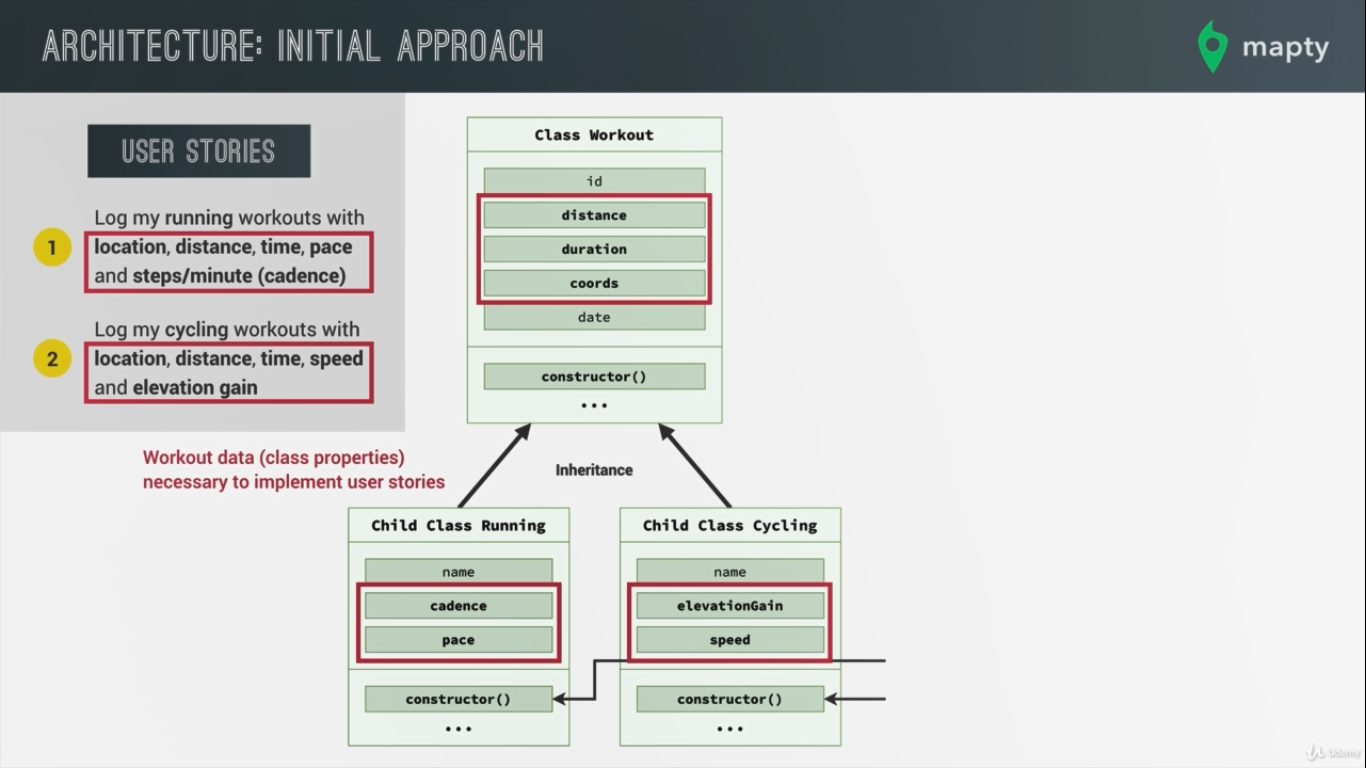 ARCHITECTURE: INITIAL APPROACH
mapty
USER STORIES
1
Log my running workouts with
location, distance, time, pace
and steps/minute (cadence)
2
Log my cycling workouts with
location, distance, time, speed
and elevation gain
Workout data (class properties)
necessary to implement user stories
Class Workout
id
distance
duration
coords
date
constructor()
...
Inheritance
Child Class Running
name
cadence
pace
constructor()
...
Child Class Cycling
name
elevationGain
speed
constructor()
...
Udemy